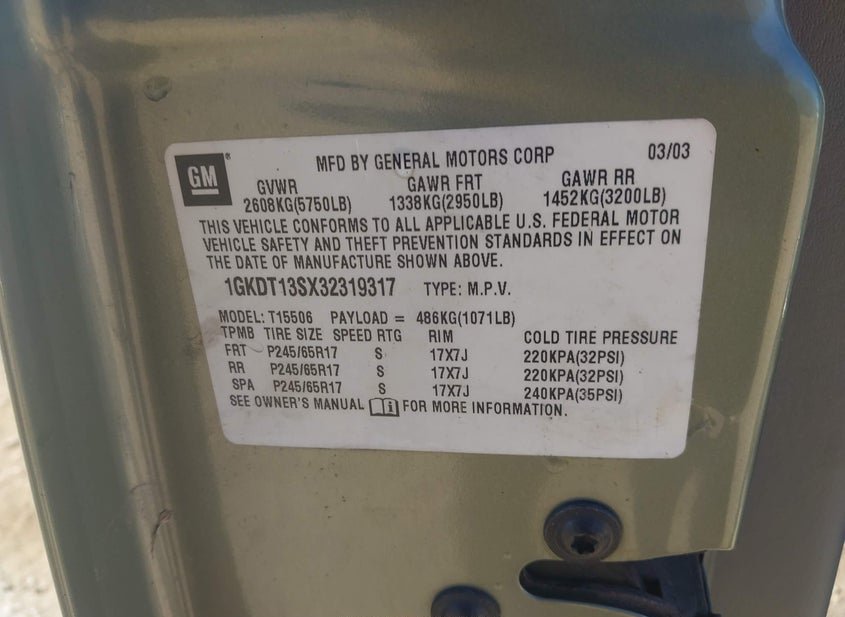 GM ® MFD BY GENERAL MOTORS CORP 03/03
GVWR GAWR FRT GAWR RR
2608KG(5750LB) 1338KG(2950LB) 1452KG(3200LB)
THIS VEHICLE CONFORMS TO ALL APPLICABLE U.S. FEDERAL MOTOR
VEHICLE SAFETY AND THEFT PREVENTION STANDARDS IN EFFECT ON
THE DATE OF MANUFACTURE SHOWN ABOVE.
1GKDT13SX32319317 TYPE: M.P.V.
MODEL: T15506 PAYLOAD = 486KG(1071LB)
TPMB TIRE SIZE SPEED RTG RIM COLD TIRE PRESSURE
FRT P245/65R17 S 17X7J 220KPA(32PSI)
RR P245/65R17 S 17X7J 220KPA(32PSI)
SPA P245/65R17 S 17X7J 240KPA(35PSI)
SEE OWNER'S MANUAL FOR MORE INFORMATION.